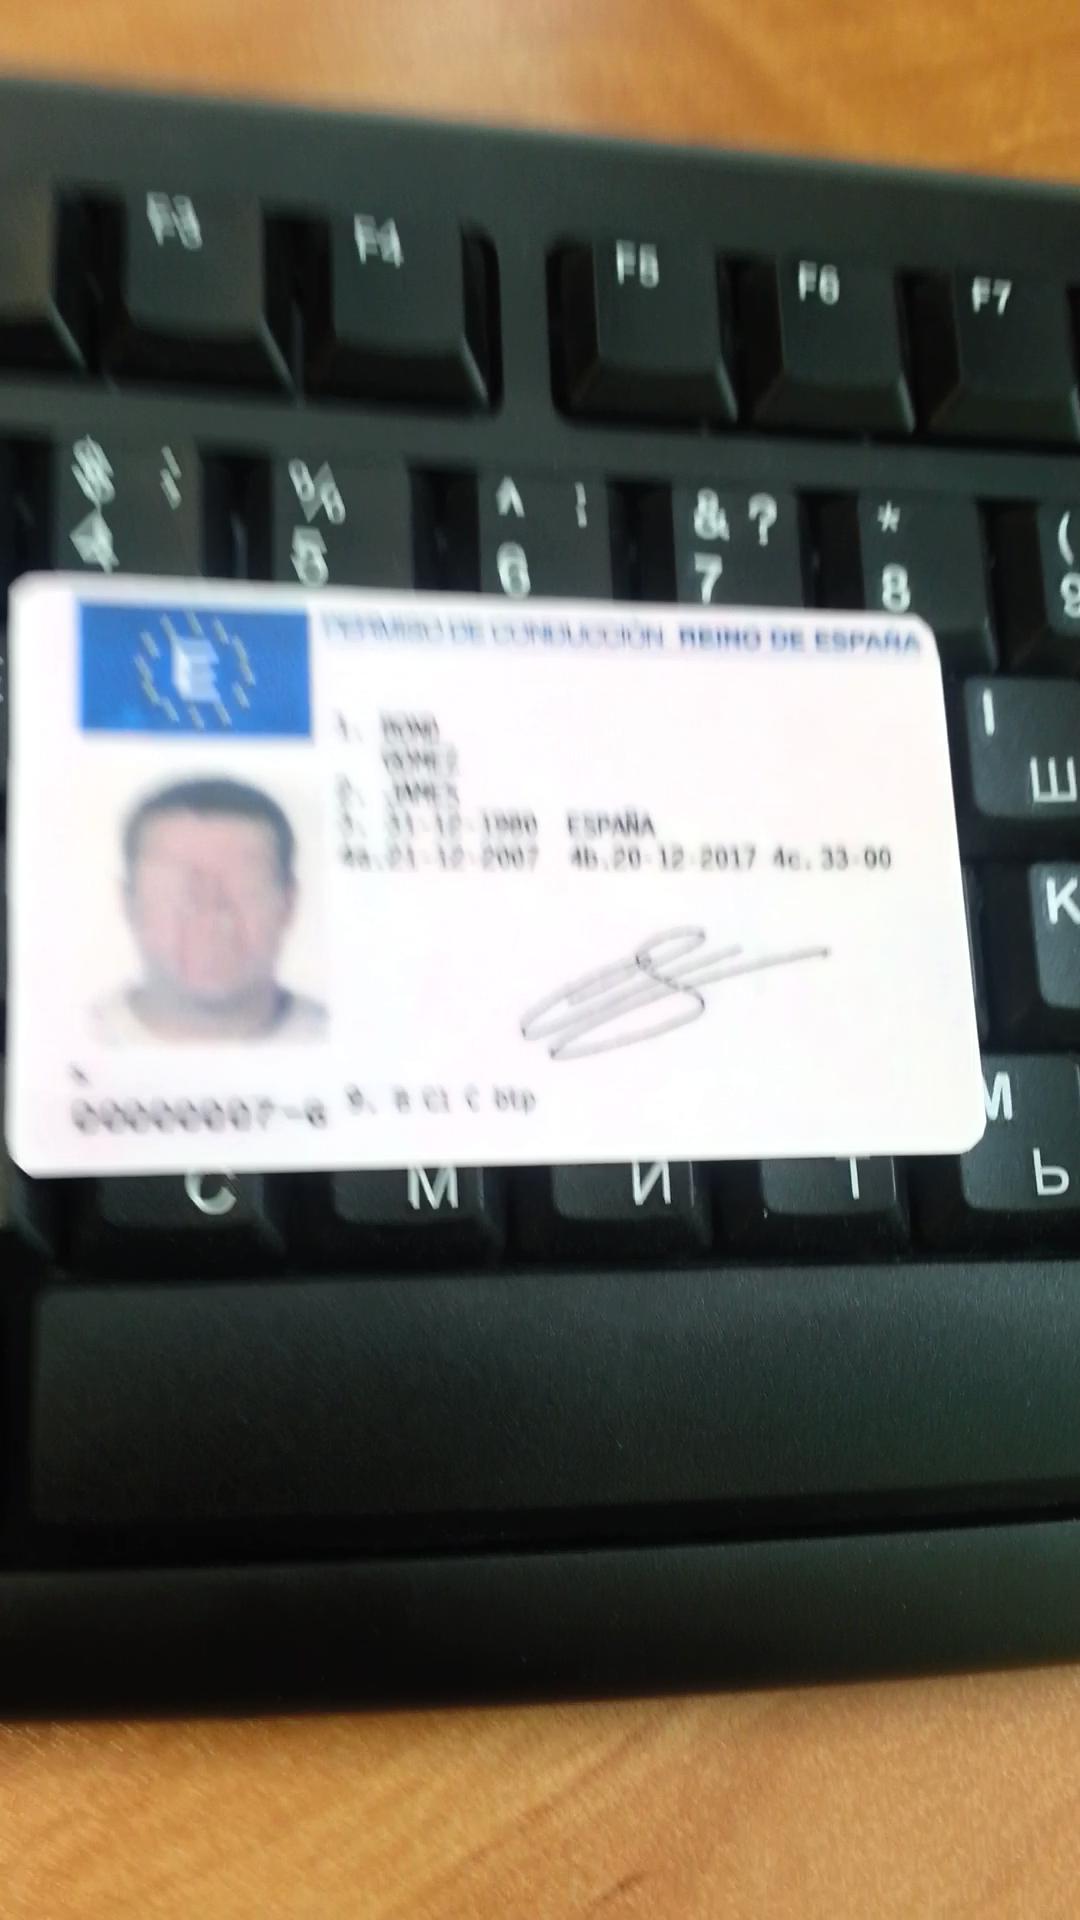 F3 F4 F5 F6 F7
$ ; % ^ : & ? * (
4 5 6 7 8 9
E
PERMISO DE CONDUCCIÓN REINO DE ESPAÑA
1. BOND
GOMEZ
2. JAMES
3. 31-12-1980 ESPAÑA
4a.21-12-2007 4b.20-12-2017 4c. 33-00
5.
00000007-G 9. B C1 C btp
I
Ш
K
M
С М И Т Ь